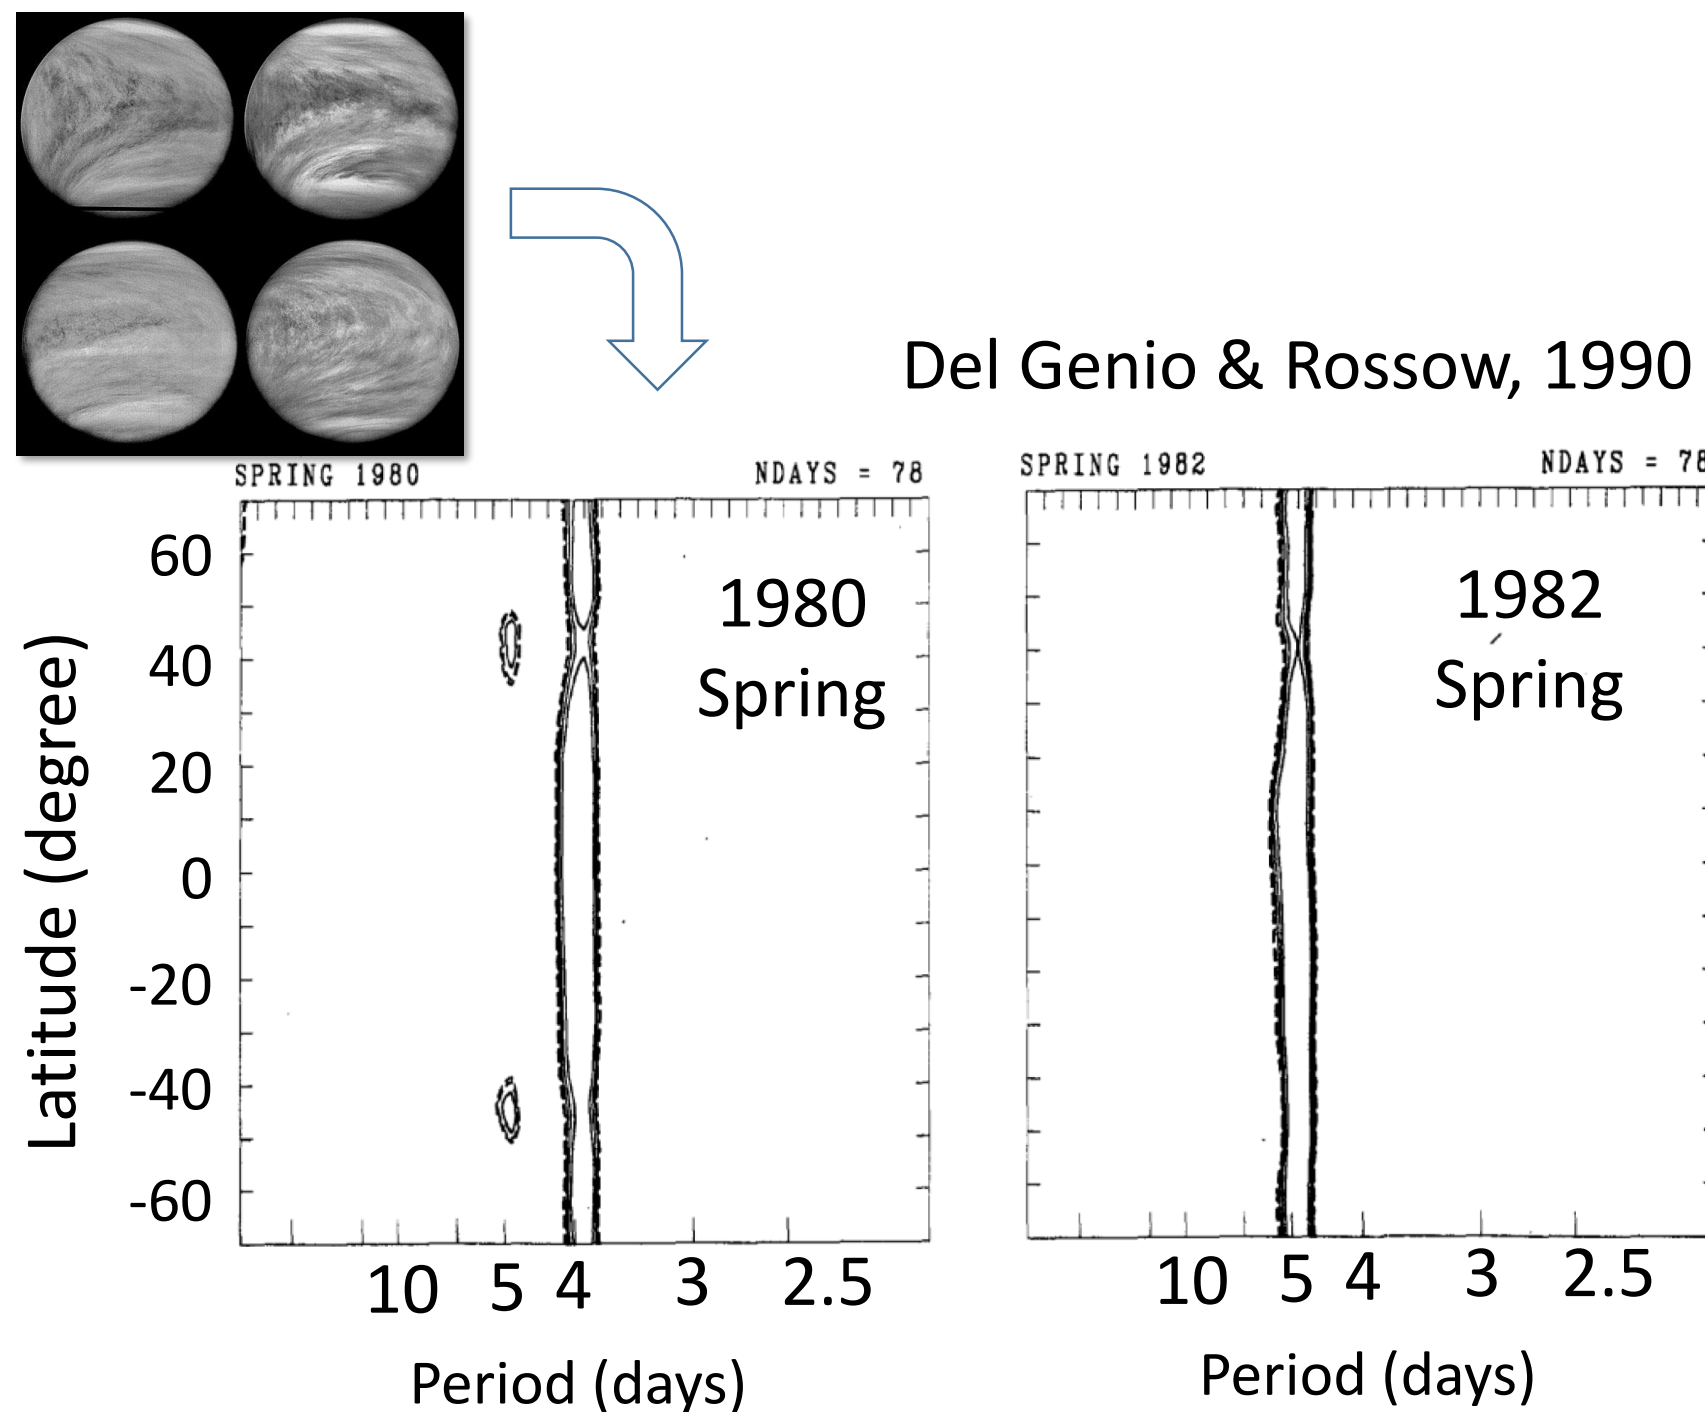 Del Genio & Rossow, 1990
SPRING 1980 NDAYS = 78
SPRING 1982 NDAYS = 78
1980
Spring
1982
Spring
Latitude (degree)
60
40
20
0
-20
-40
-60
10 5 4 3 2.5
10 5 4 3 2.5
Period (days)
Period (days)